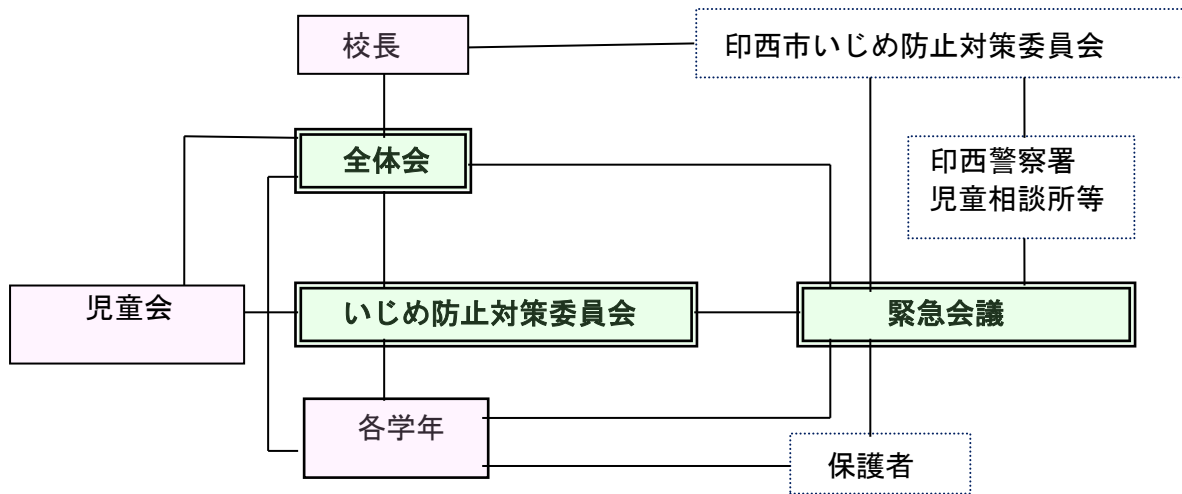 校長
印西市いじめ防止対策委員会
全体会
印西警察署
児童相談所等
児童会
いじめ防止対策委員会
緊急会議
各学年
保護者